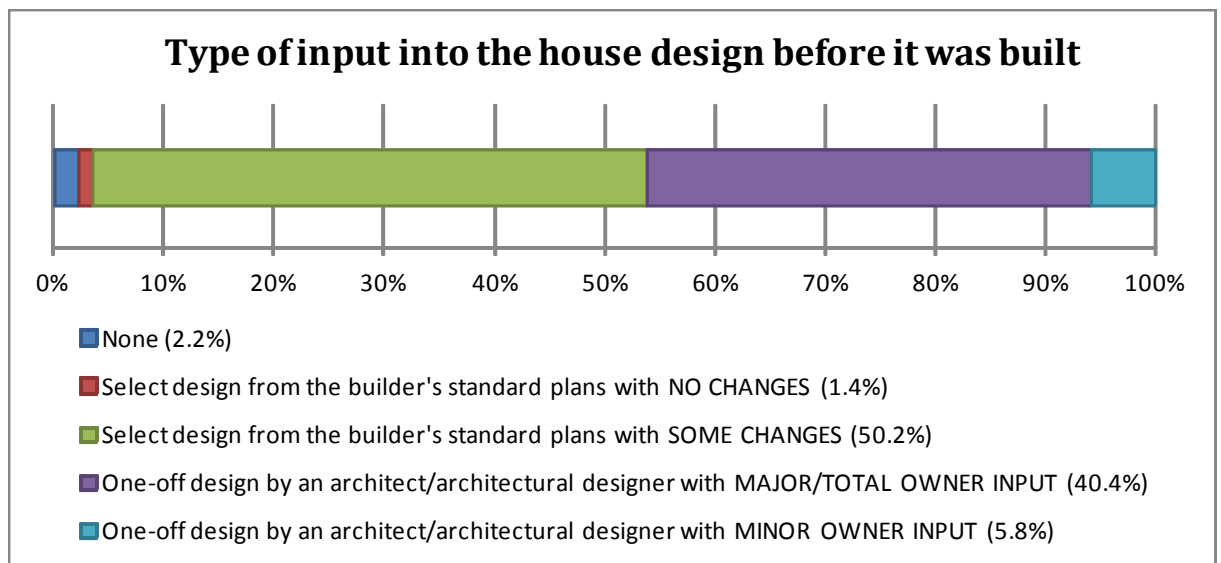 Type of input into the house design before it was built
0% 10% 20% 30% 40% 50% 60% 70% 80% 90% 100%
None (2.2%)
Select design from the builder's standard plans with NO CHANGES (1.4%)
Select design from the builder's standard plans with SOME CHANGES (50.2%)
One-off design by an architect/architectural designer with MAJOR/TOTAL OWNER INPUT (40.4%)
One-off design by an architect/architectural designer with MINOR OWNER INPUT (5.8%)